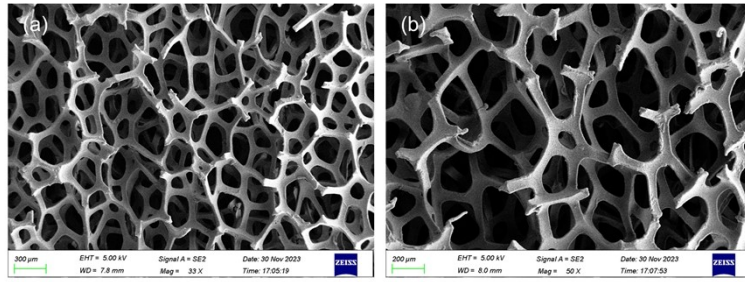 (a)
300 µm
EHT = 5.00 kV
WD = 7.8 mm
Signal A = SE2
Mag = 33 X
Date: 30 Nov 2023
Time: 17:05:19
ZEISS
(b)
200 µm
EHT = 5.00 kV
WD = 8.0 mm
Signal A = SE2
Mag = 50 X
Date: 30 Nov 2023
Time: 17:07:53
ZEISS